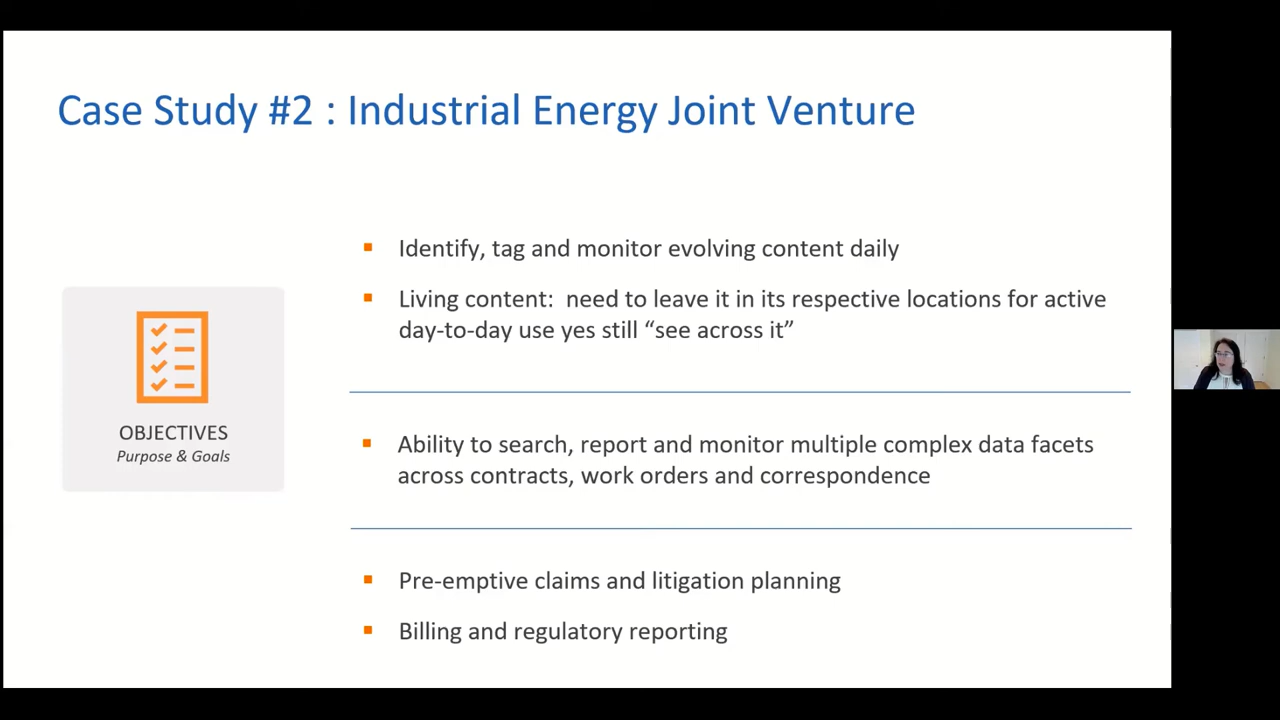 Case Study #2 : Industrial Energy Joint Venture
Identify, tag and monitor evolving content daily
Living content:  need to leave it in its respective locations for active
day-to-day use yes still “see across it”
OBJECTIVES
Purpose & Goals
Ability to search, report and monitor multiple complex data facets
across contracts, work orders and correspondence
Pre-emptive claims and litigation planning
Billing and regulatory reporting